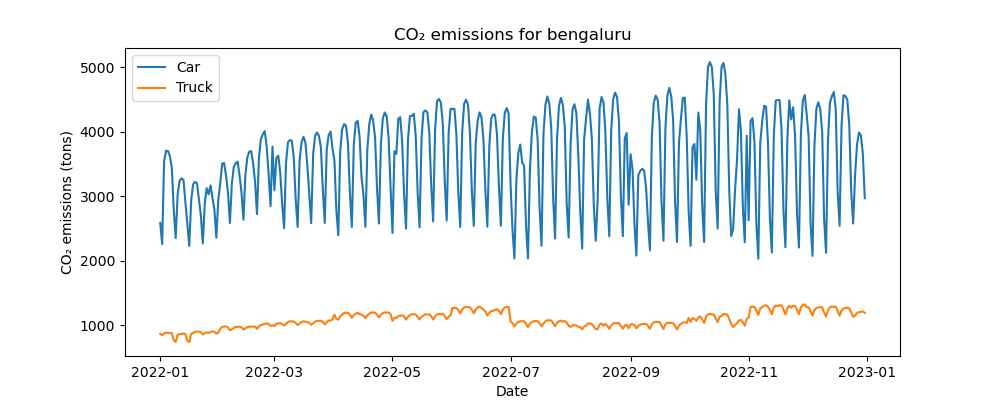 CO₂ emissions for bengaluru
Car
Truck
CO₂ emissions (tons)
5000
4000
3000
2000
1000
2022-01 2022-03 2022-05 2022-07 2022-09 2022-11 2023-01
Date